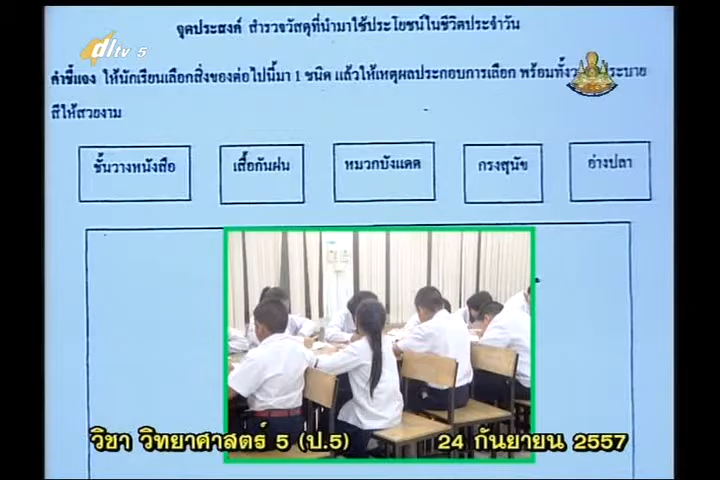 จุดประสงค์ สำรวจวัสดุที่นำมาใช้ประโยชน์ในชีวิตประจำวัน
dltv 5
คำชี้แจง ให้นักเรียนเลือกสิ่งของต่อไปนี้มา 1 ชนิด แล้วให้เหตุผลประกอบการเลือก พร้อมทั้ง ระบาย
สีให้สวยงาม
ชั้นวางหนังสือ
เสื้อกันฝน
หมวกบังแดด
กรงสุนัข
อ่างปลา
วิชา วิทยาศาสตร์ 5 (ป.5)
24 กันยายน 2557